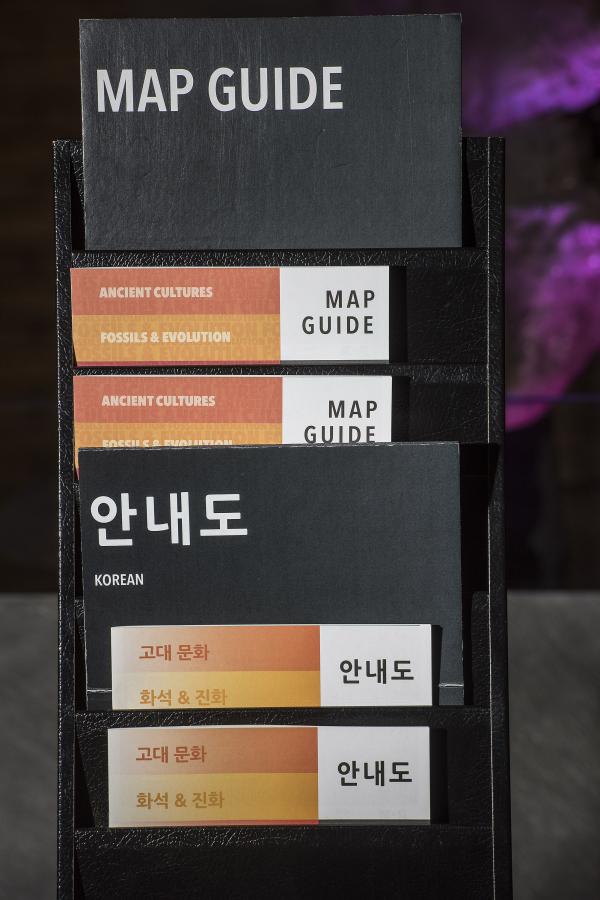 MAP GUIDE
ANCIENT CULTURES
FOSSILS & EVOLUTION
MAP
GUIDE
ANCIENT CULTURES
FOSSILS & EVOLUTION
MAP
GUIDE
안내도
KOREAN
고대 문화
화석 & 진화
안내도
고대 문화
화석 & 진화
안내도